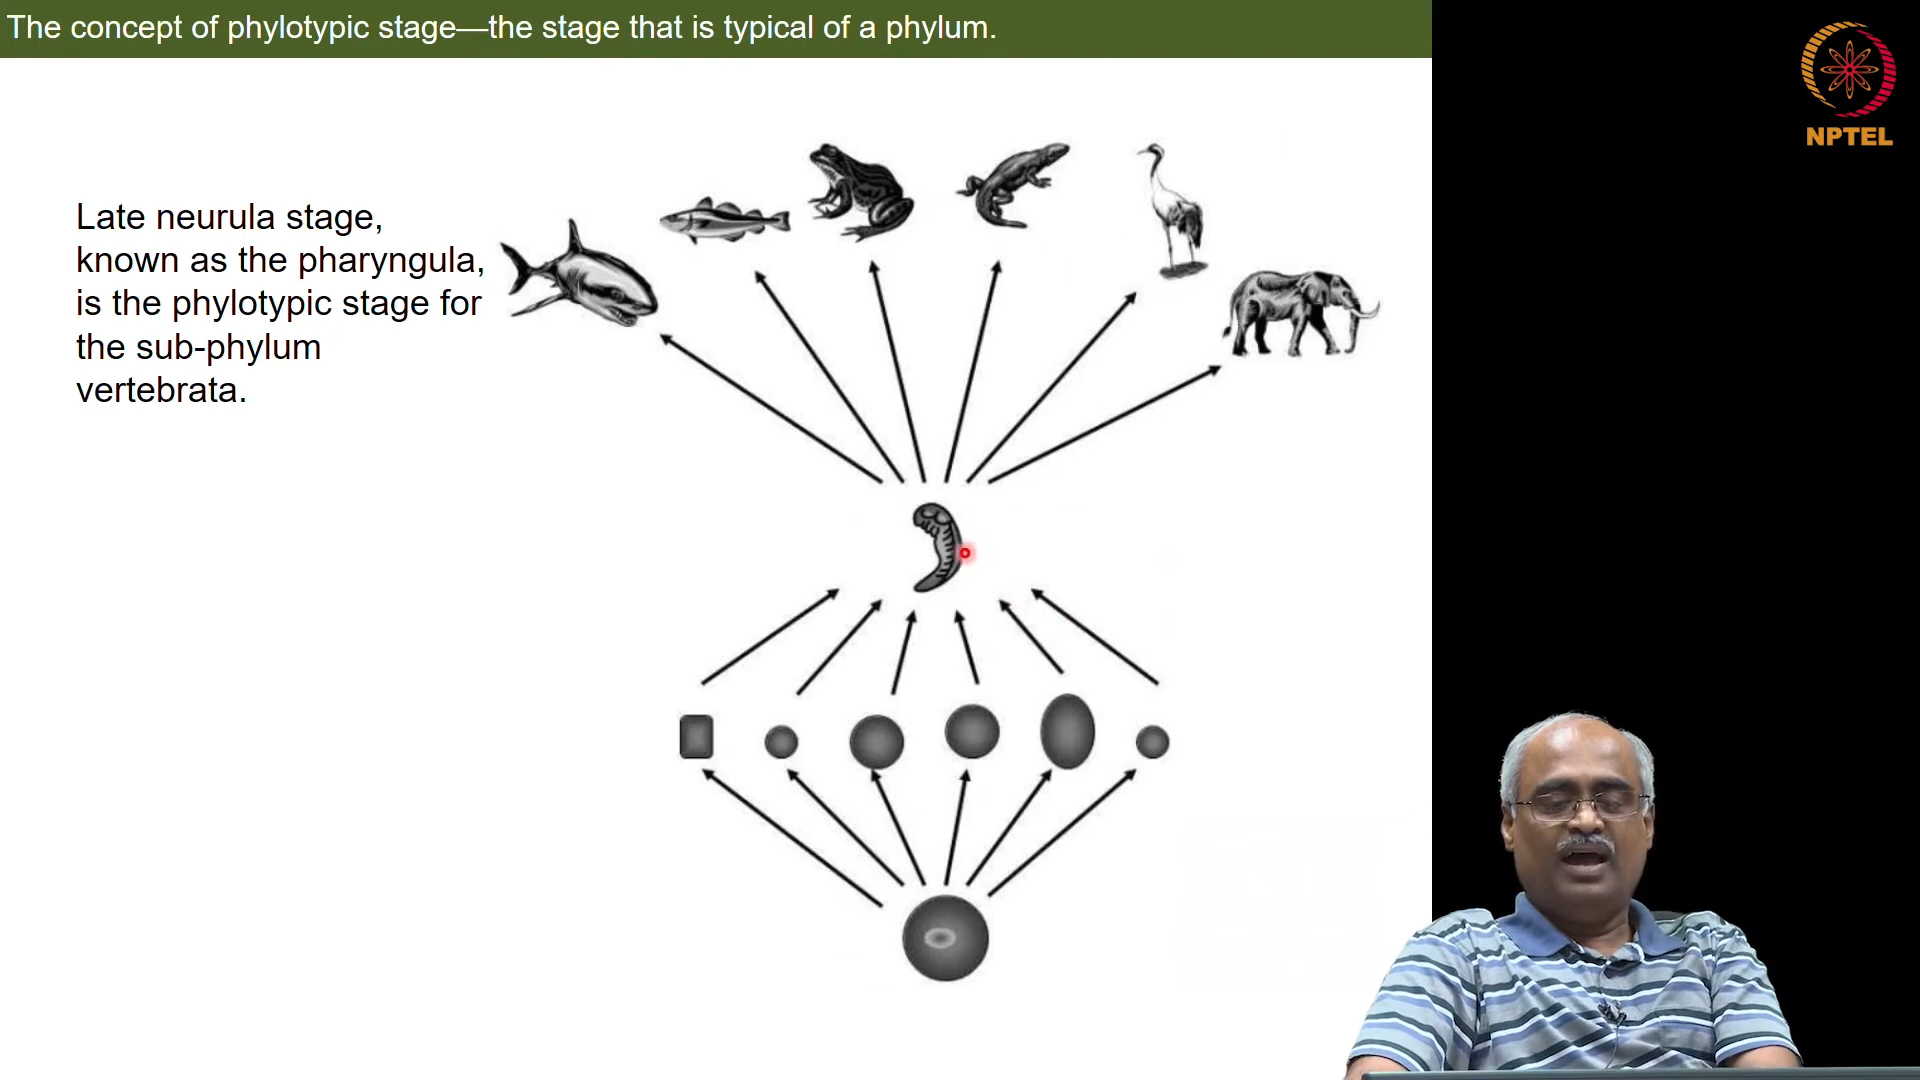 The concept of phylotypic stage—the stage that is typical of a phylum.
NPTEL
Late neurula stage,
known as the pharyngula,
is the phylotypic stage for
the sub-phylum
vertebrata.